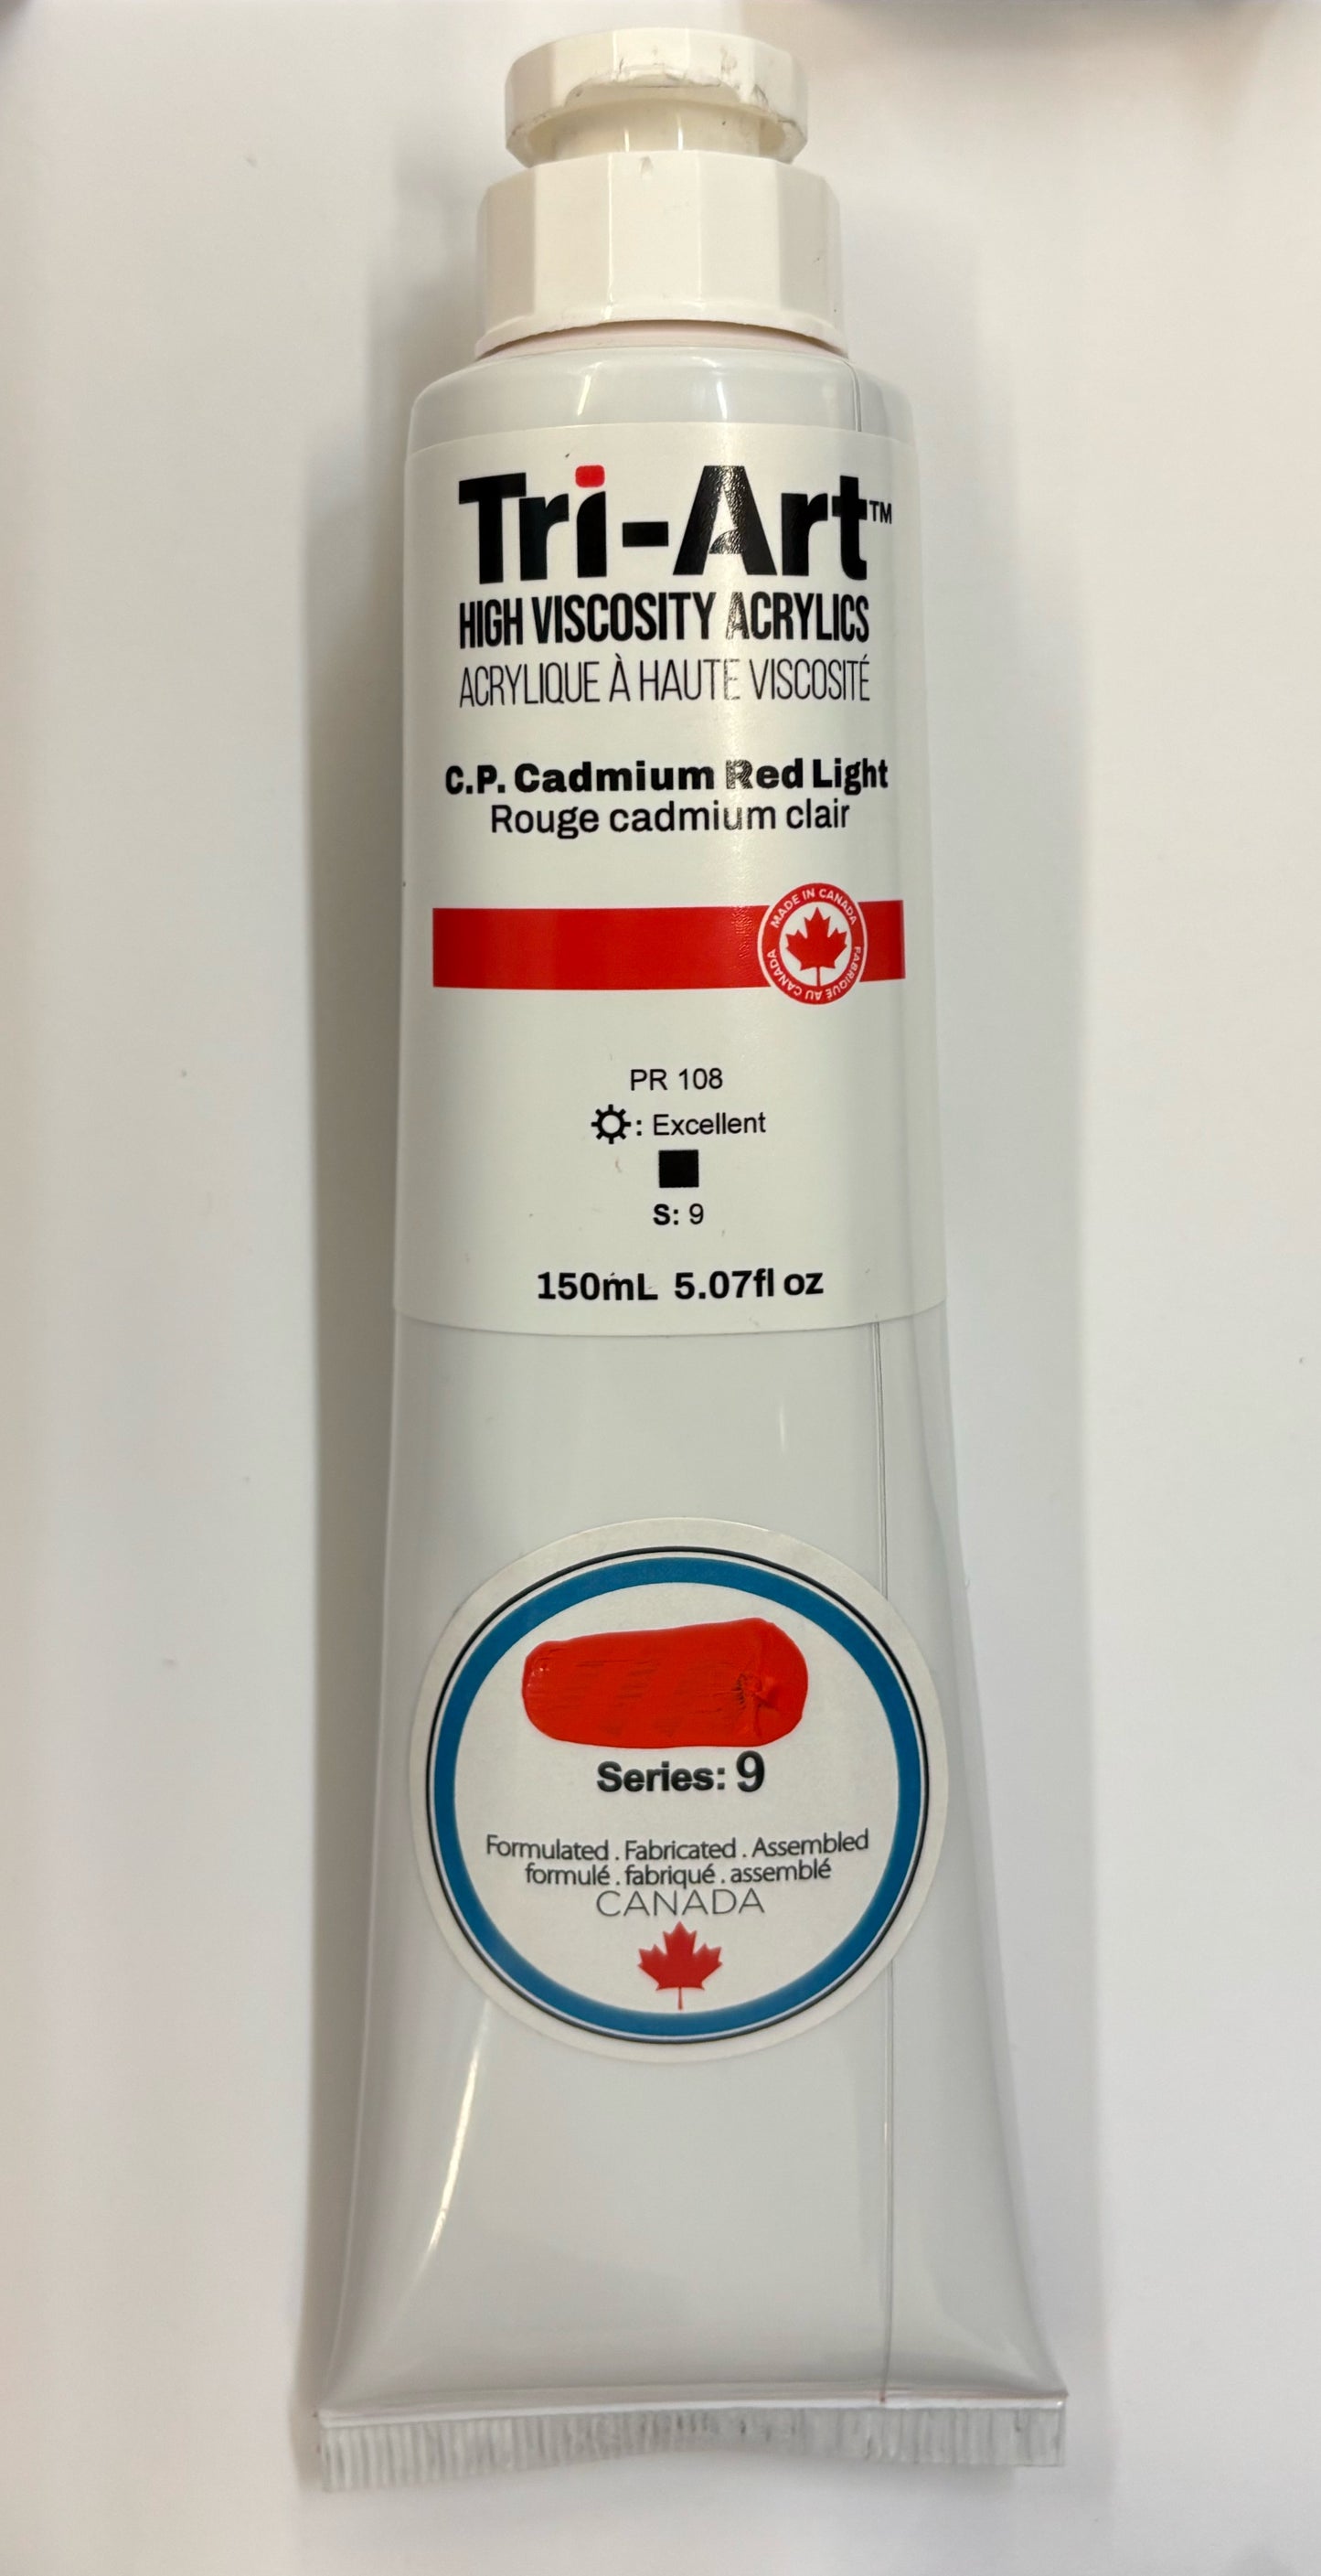 Tri-Art™
HIGH VISCOSITY ACRYLICS
ACRYLIQUE À HAUTE VISCOSITÉ
C.P. Cadmium Red Light
Rouge cadmium clair
MADE IN CANADA
FABRIQUÉ AU CANADA
PR 108
: Excellent
S: 9
150mL 5.07fl oz
Series: 9
Formulated . Fabricated . Assembled
formulé . fabriqué . assemblé
CANADA